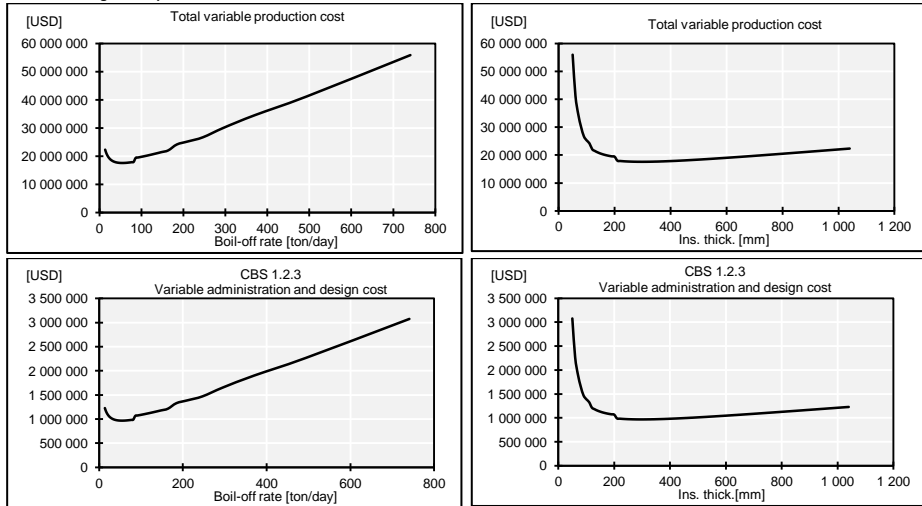 [USD]
Total variable production cost
60 000 000
50 000 000
40 000 000
30 000 000
20 000 000
10 000 000
0
0 100 200 300 400 500 600 700 800
Boil-off rate [ton/day]
[USD]
Total variable production cost
60 000 000
50 000 000
40 000 000
30 000 000
20 000 000
10 000 000
0
0 200 400 600 800 1 000 1 200
Ins. thick. [mm]
[USD]
CBS 1.2.3
Variable administration and design cost
3 500 000
3 000 000
2 500 000
2 000 000
1 500 000
1 000 000
500 000
0
0 200 400 600 800
Boil-off rate [ton/day]
[USD]
CBS 1.2.3
Variable administration and design cost
3 500 000
3 000 000
2 500 000
2 000 000
1 500 000
1 000 000
500 000
0
0 200 400 600 800 1 000 1 200
Ins. thick.[mm]